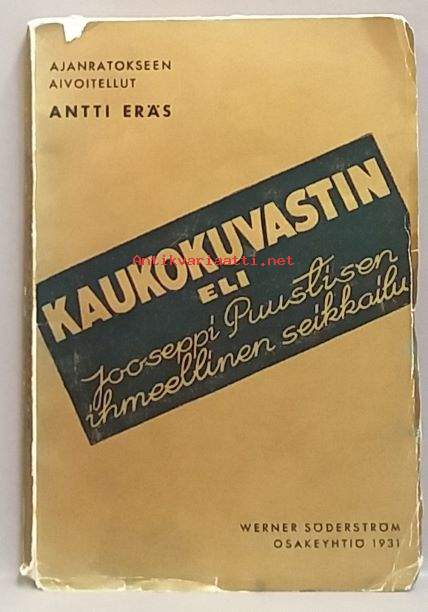 AJANRATOKSEEN
AIVOITELLUT
ANTTI ERÄS
KAUKOKUVASTIN
ELI
Jooseppi Puustisen
ihmeellinen seikkailu
Antikvariaatti.net
WERNER SÖDERSTRÖM
OSAKEYHTIÖ 1931